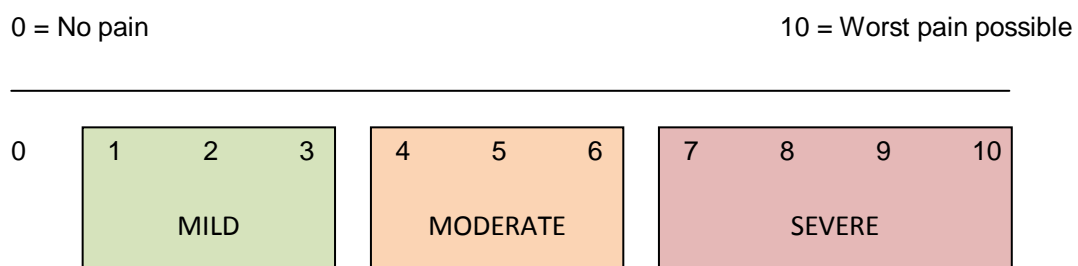 0 = No pain 10 = Worst pain possible
0 1 2 3 4 5 6 7 8 9 10
MILD MODERATE SEVERE